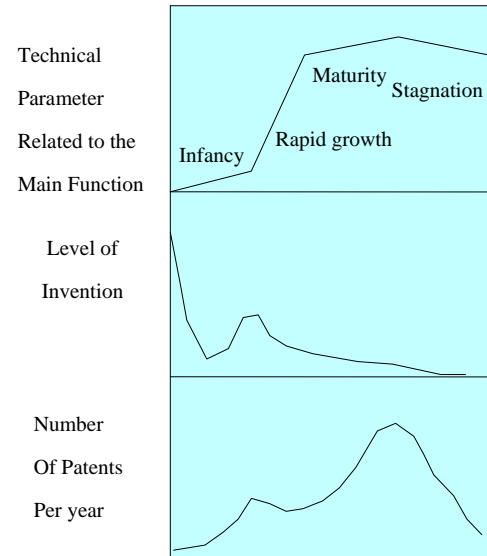 Technical
Parameter
Related to the
Main Function
Infancy
Rapid growth
Maturity
Stagnation
Level of
Invention
Number
Of Patents
Per year